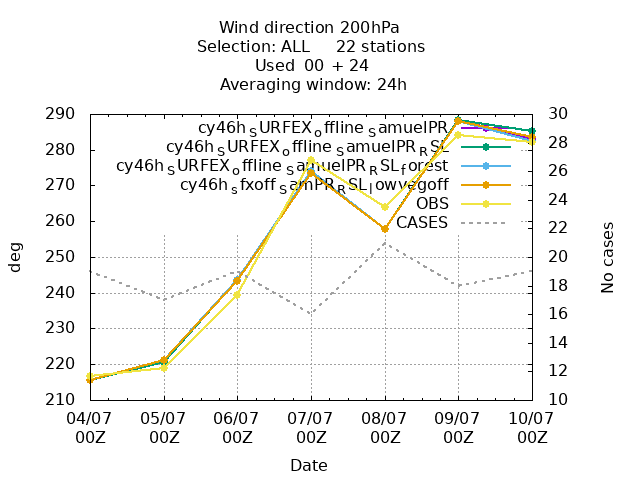 Wind direction 200hPa
Selection: ALL 22 stations
Used 00 + 24
Averaging window: 24h
290
280
270
260
250
240
230
220
210
deg
30
28
26
24
22
20
18
16
14
12
10
No cases
cy46h_SURFEX_offline_SamuelPR
cy46h_SURFEX_offline_SamuelPR_RSL
cy46h_SURFEX_offline_SamuelPR_RSL_forest
cy46h_sfxoff_SamPR_RSL_lowvegoff
OBS
CASES
04/07 05/07 06/07 07/07 08/07 09/07 10/07
00Z 00Z 00Z 00Z 00Z 00Z 00Z
Date